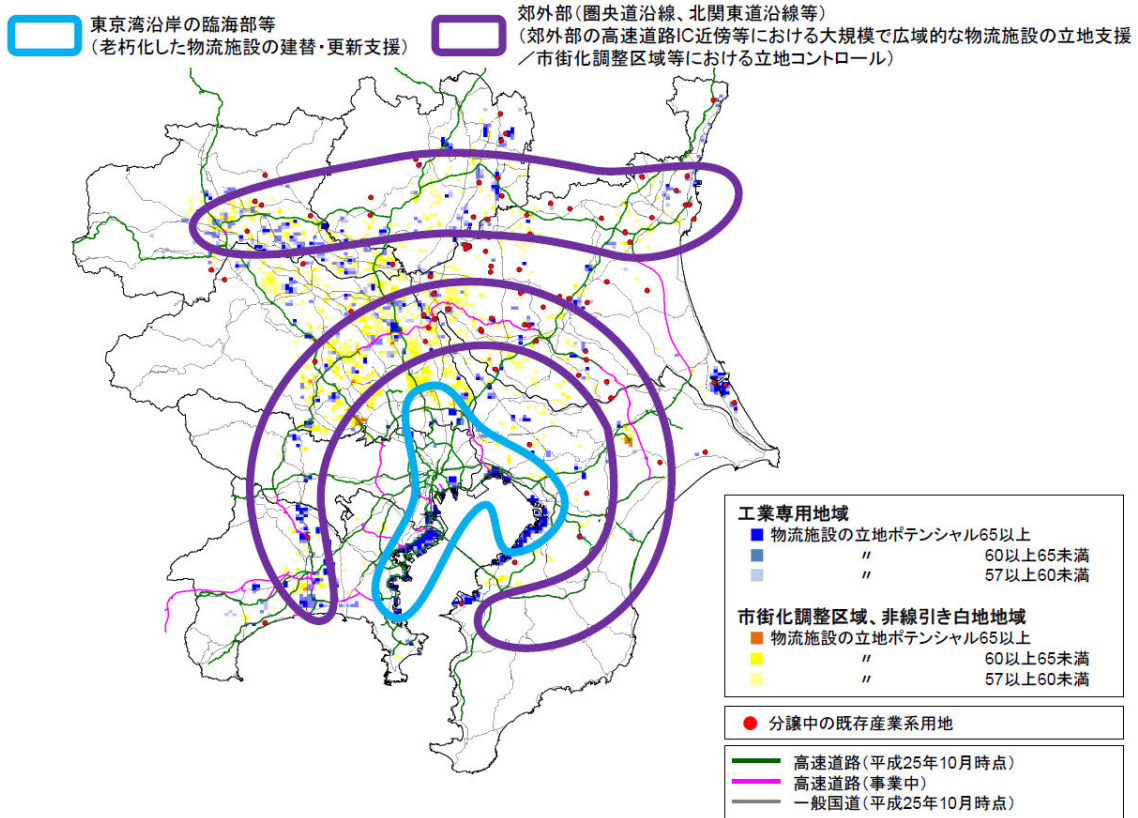 東京湾沿岸の臨海部等
(老朽化した物流施設の建替・更新支援)
郊外部(圏央道沿線、北関東道沿線等)
(郊外部の高速道路IC近傍等における大規模で広域的な物流施設の立地支援
／市街化調整区域等における立地コントロール)
工業専用地域
物流施設の立地ポテンシャル65以上
〃 60以上65未満
〃 57以上60未満
市街化調整区域、非線引き白地地域
物流施設の立地ポテンシャル65以上
〃 60以上65未満
〃 57以上60未満
分譲中の既存産業系用地
高速道路(平成25年10月時点)
高速道路(事業中)
一般国道(平成25年10月時点)